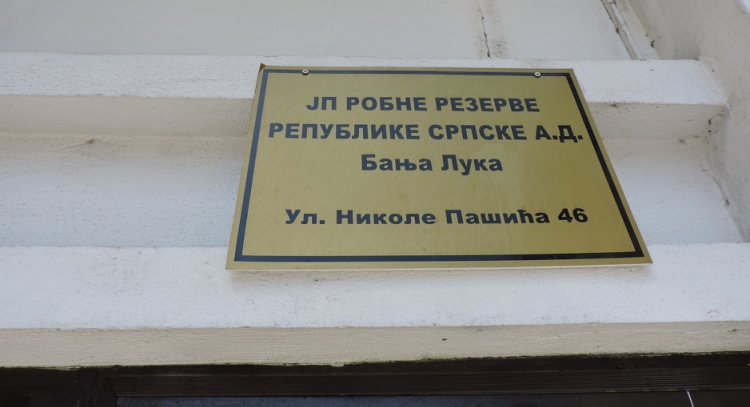 ЈП РОБНЕ РЕЗЕРВЕ
РЕПУБЛИКЕ СРПСКЕ А.Д.
Бања Лука
Ул. Николе Пашића 46